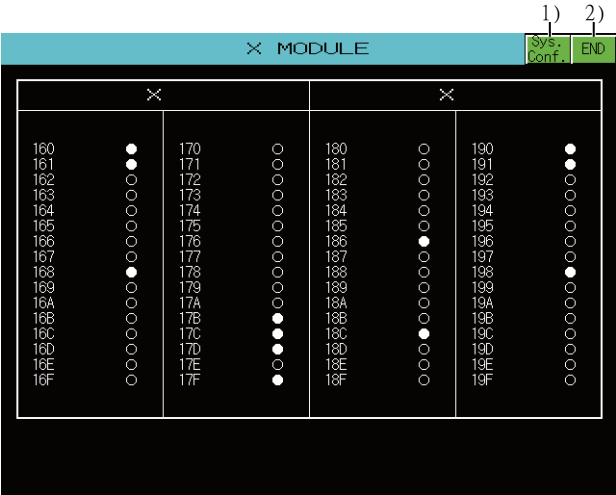 1) 2)
X MODULE Sys. Conf. END
X X
160 170 180 190
161 171 181 191
162 172 182 192
163 173 183 193
164 174 184 194
165 175 185 195
166 176 186 196
167 177 187 197
168 178 188 198
169 179 189 199
16A 17A 18A 19A
16B 17B 18B 19B
16C 17C 18C 19C
16D 17D 18D 19D
16E 17E 18E 19E
16F 17F 18F 19F